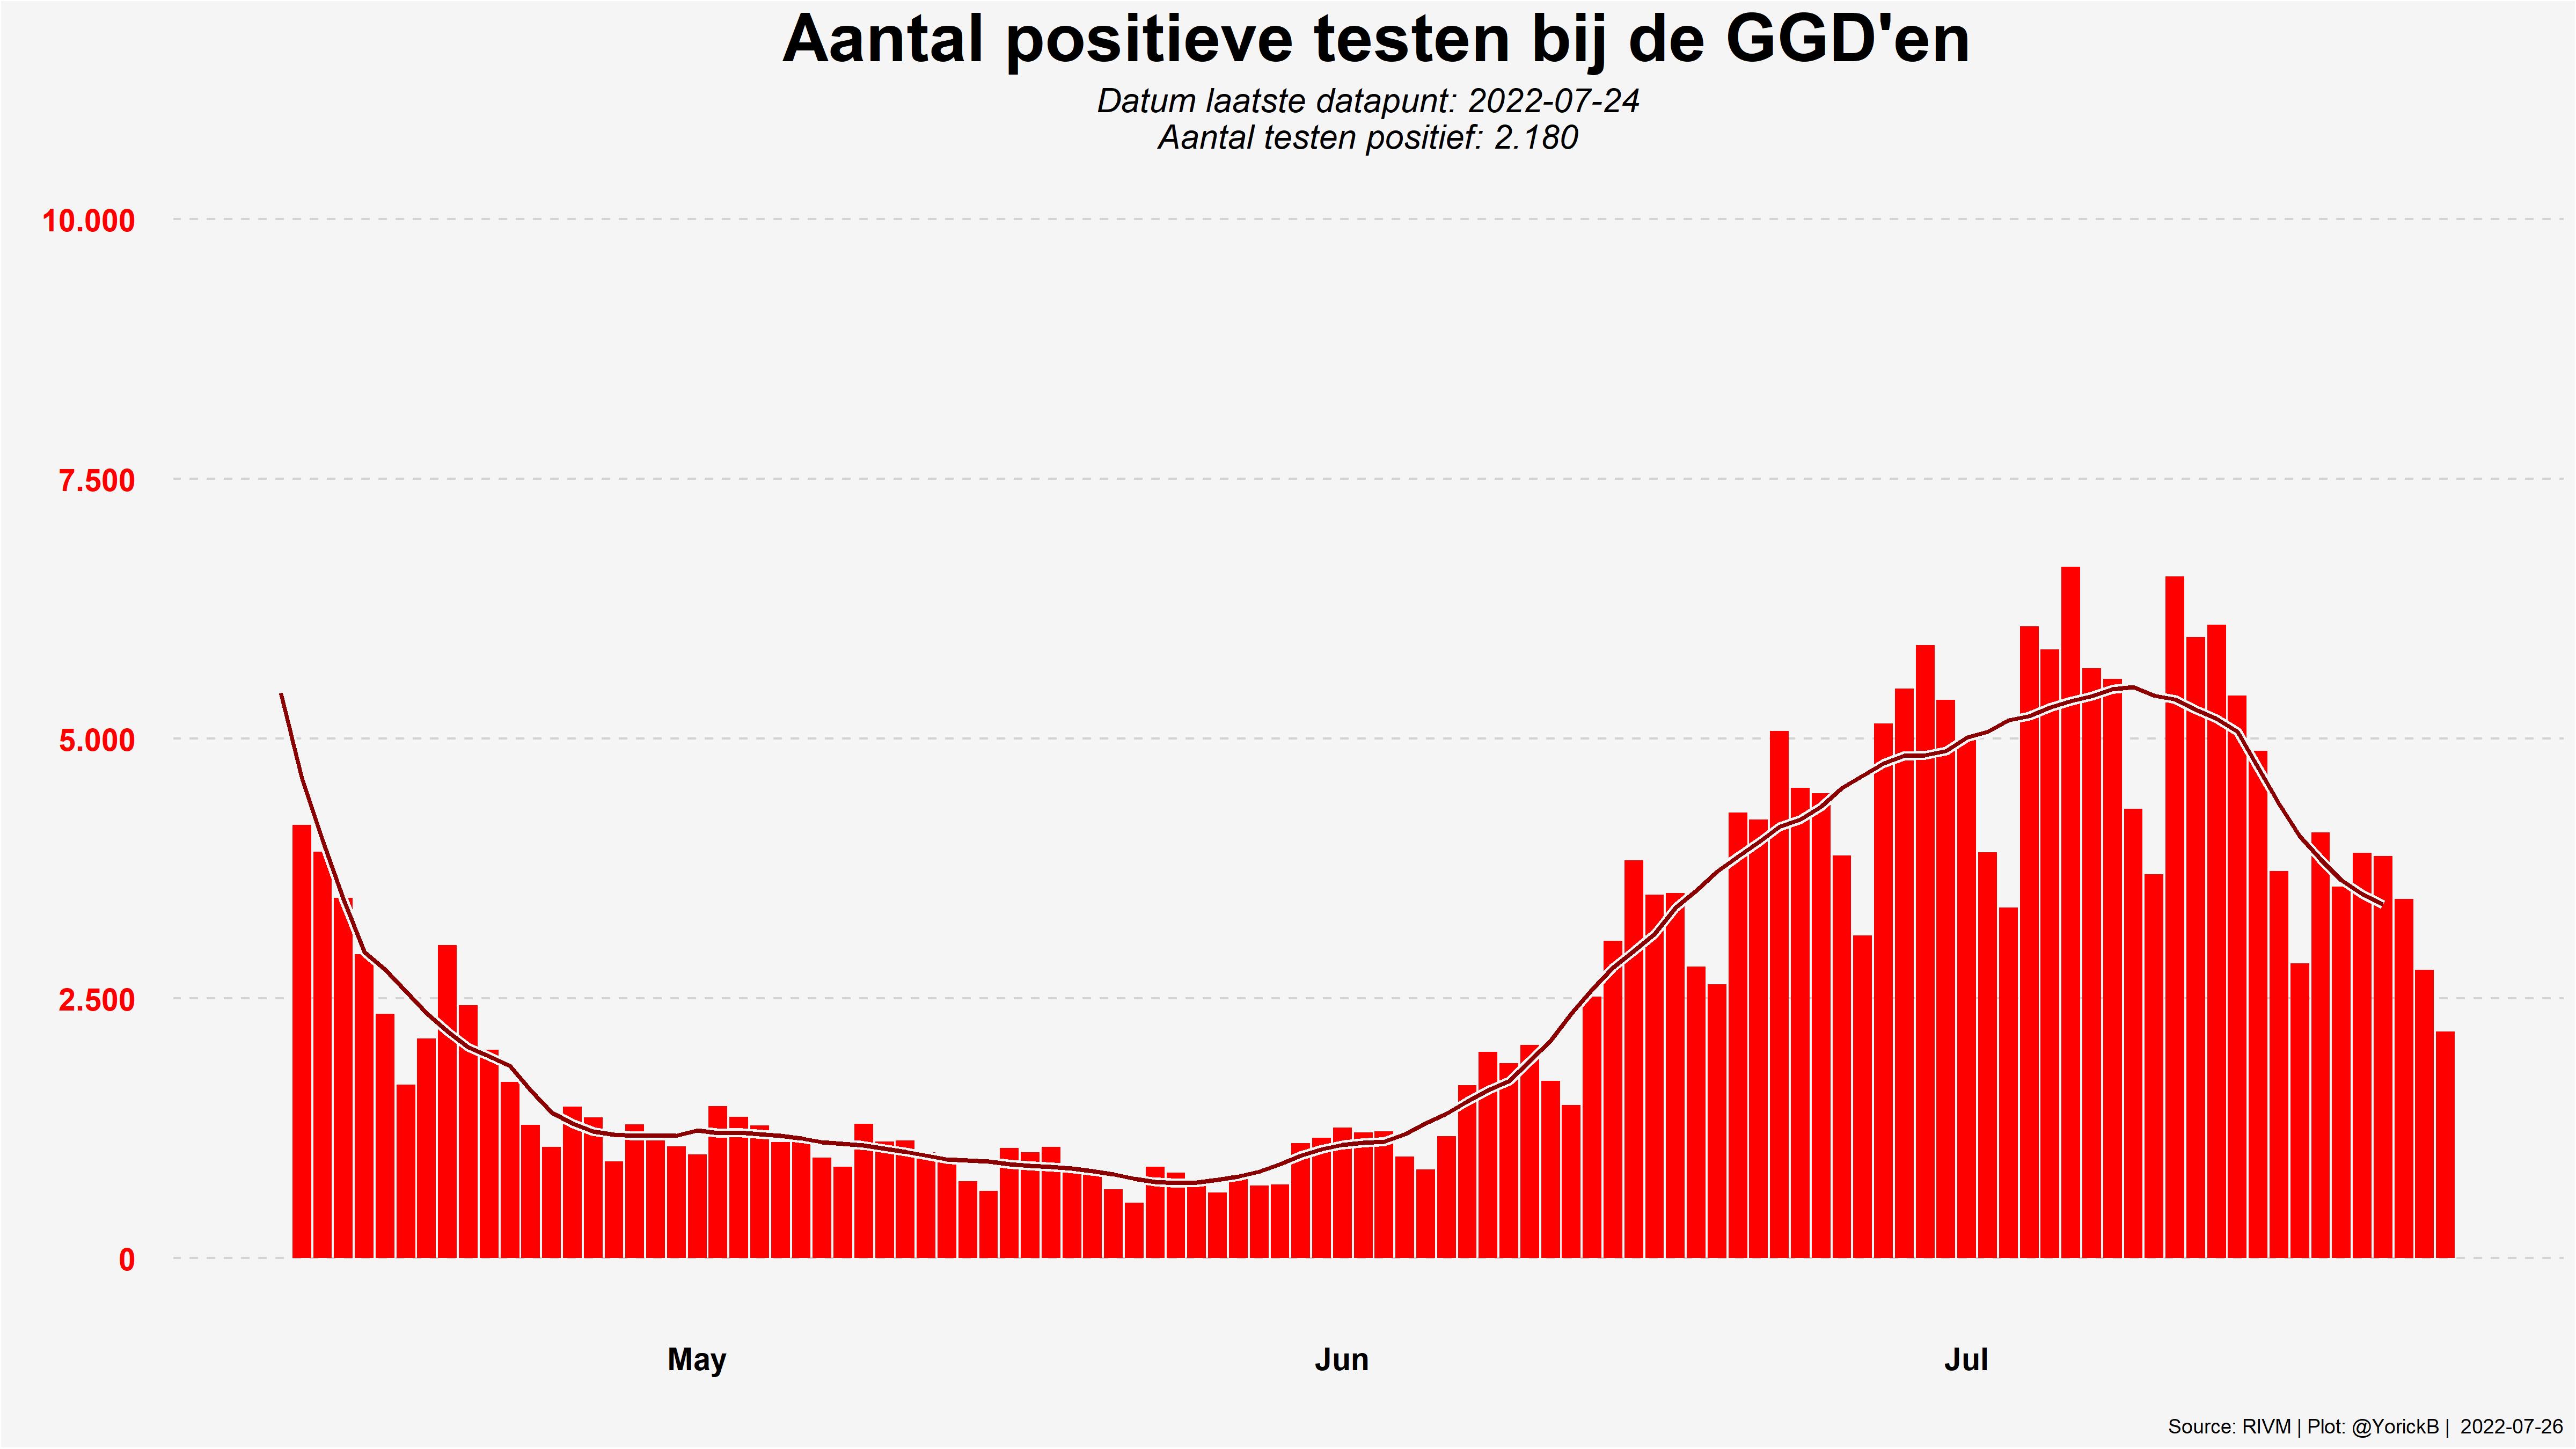 Aantal positieve testen bij de GGD'en
Datum laatste datapunt: 2022-07-24
Aantal testen positief: 2.180
10.000
7.500
5.000
2.500
0
May Jun Jul
Source: RIVM | Plot: @YorickB | 2022-07-26